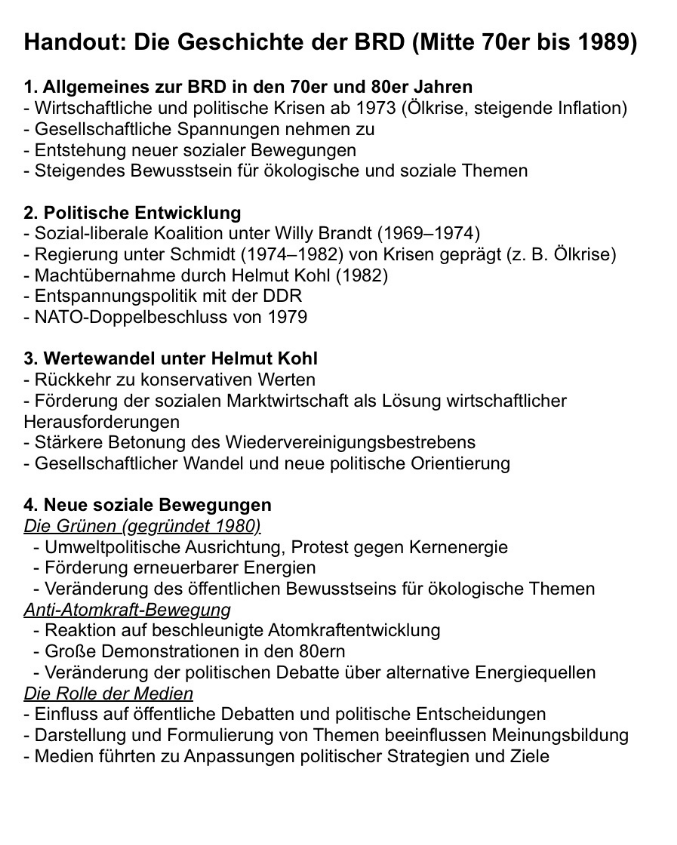 Handout: Die Geschichte der BRD (Mitte 70er bis 1989)
1. Allgemeines zur BRD in den 70er und 80er Jahren
- Wirtschaftliche und politische Krisen ab 1973 (Ölkrise, steigende Inflation)
- Gesellschaftliche Spannungen nehmen zu
- Entstehung neuer sozialer Bewegungen
- Steigendes Bewusstsein für ökologische und soziale Themen
2. Politische Entwicklung
- Sozial-liberale Koalition unter Willy Brandt (1969–1974)
- Regierung unter Schmidt (1974–1982) von Krisen geprägt (z. B. Ölkrise)
- Machtübernahme durch Helmut Kohl (1982)
- Entspannungspolitik mit der DDR
- NATO-Doppelbeschluss von 1979
3. Wertewandel unter Helmut Kohl
- Rückkehr zu konservativen Werten
- Förderung der sozialen Marktwirtschaft als Lösung wirtschaftlicher
Herausforderungen
- Stärkere Betonung des Wiedervereinigungsbestrebens
- Gesellschaftlicher Wandel und neue politische Orientierung
4. Neue soziale Bewegungen
Die Grünen (gegründet 1980)
- Umweltpolitische Ausrichtung, Protest gegen Kernenergie
- Förderung erneuerbarer Energien
- Veränderung des öffentlichen Bewusstseins für ökologische Themen
Anti-Atomkraft-Bewegung
- Reaktion auf beschleunigte Atomkraftentwicklung
- Große Demonstrationen in den 80ern
- Veränderung der politischen Debatte über alternative Energiequellen
Die Rolle der Medien
- Einfluss auf öffentliche Debatten und politische Entscheidungen
- Darstellung und Formulierung von Themen beeinflussen Meinungsbildung
- Medien führten zu Anpassungen politischer Strategien und Ziele